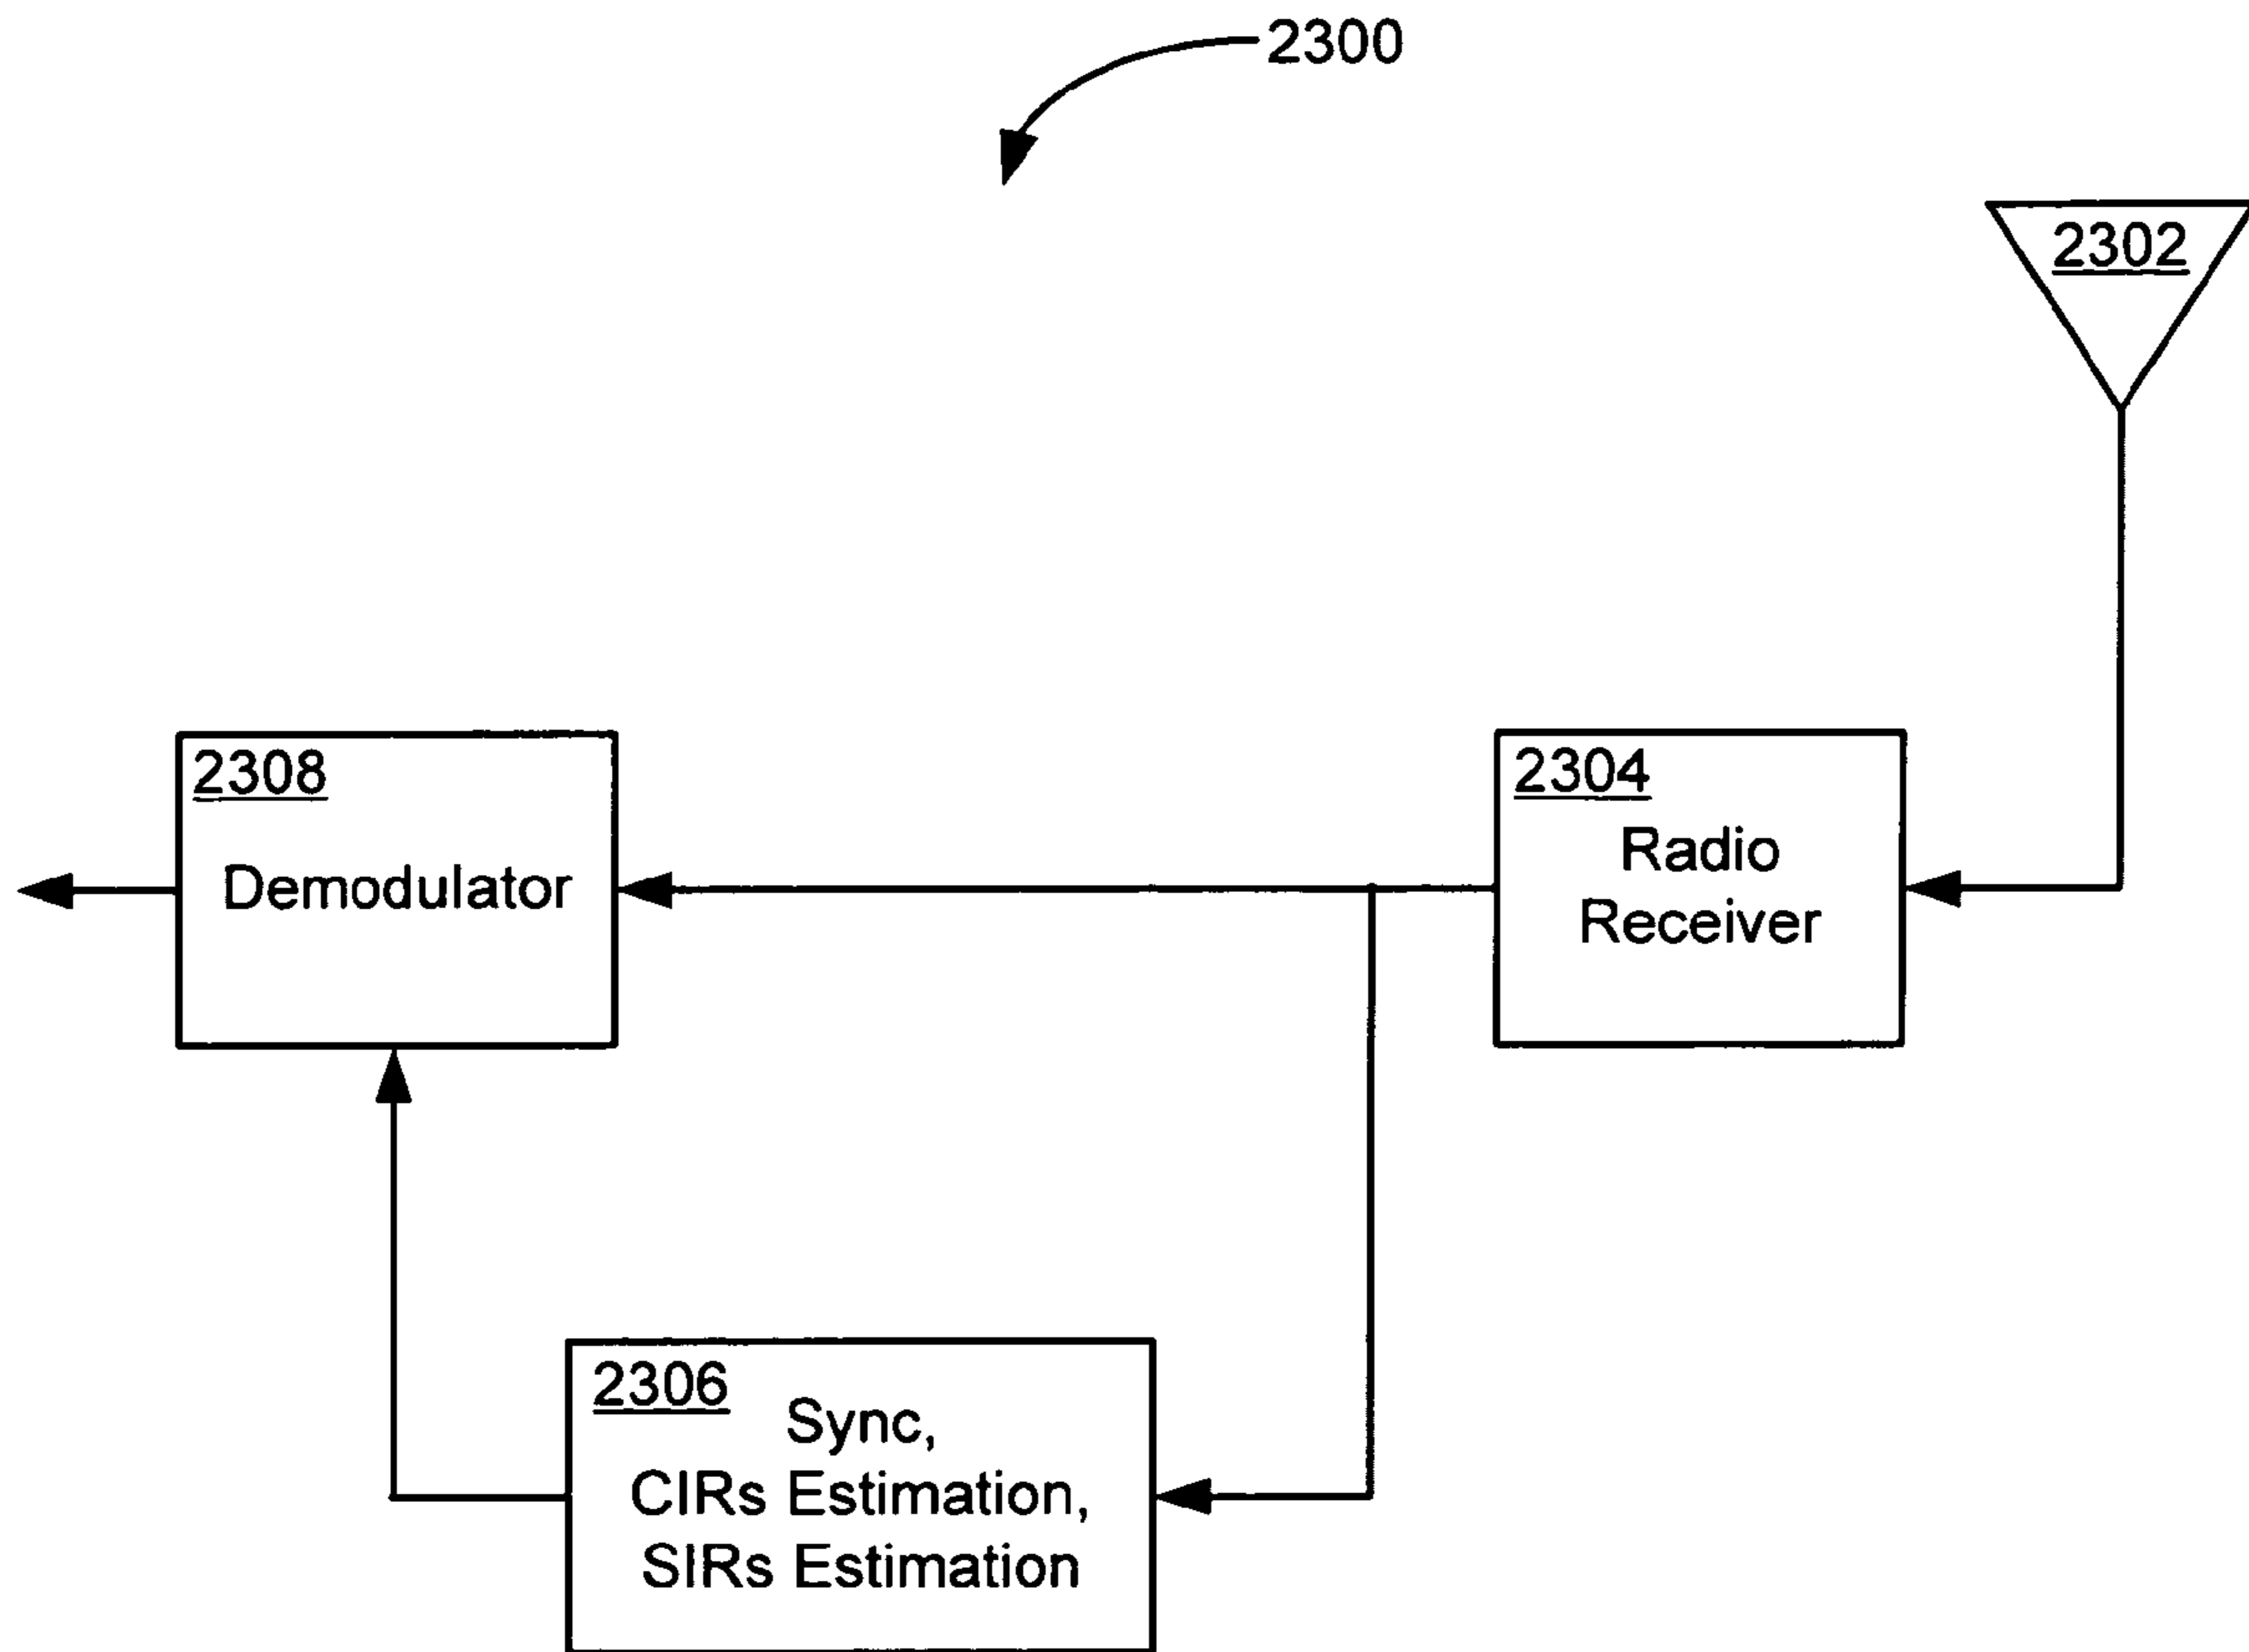 2300
2302
2308
Demodulator
2304
Radio
Receiver
2306
Sync,
CIRs Estimation,
SIRs Estimation